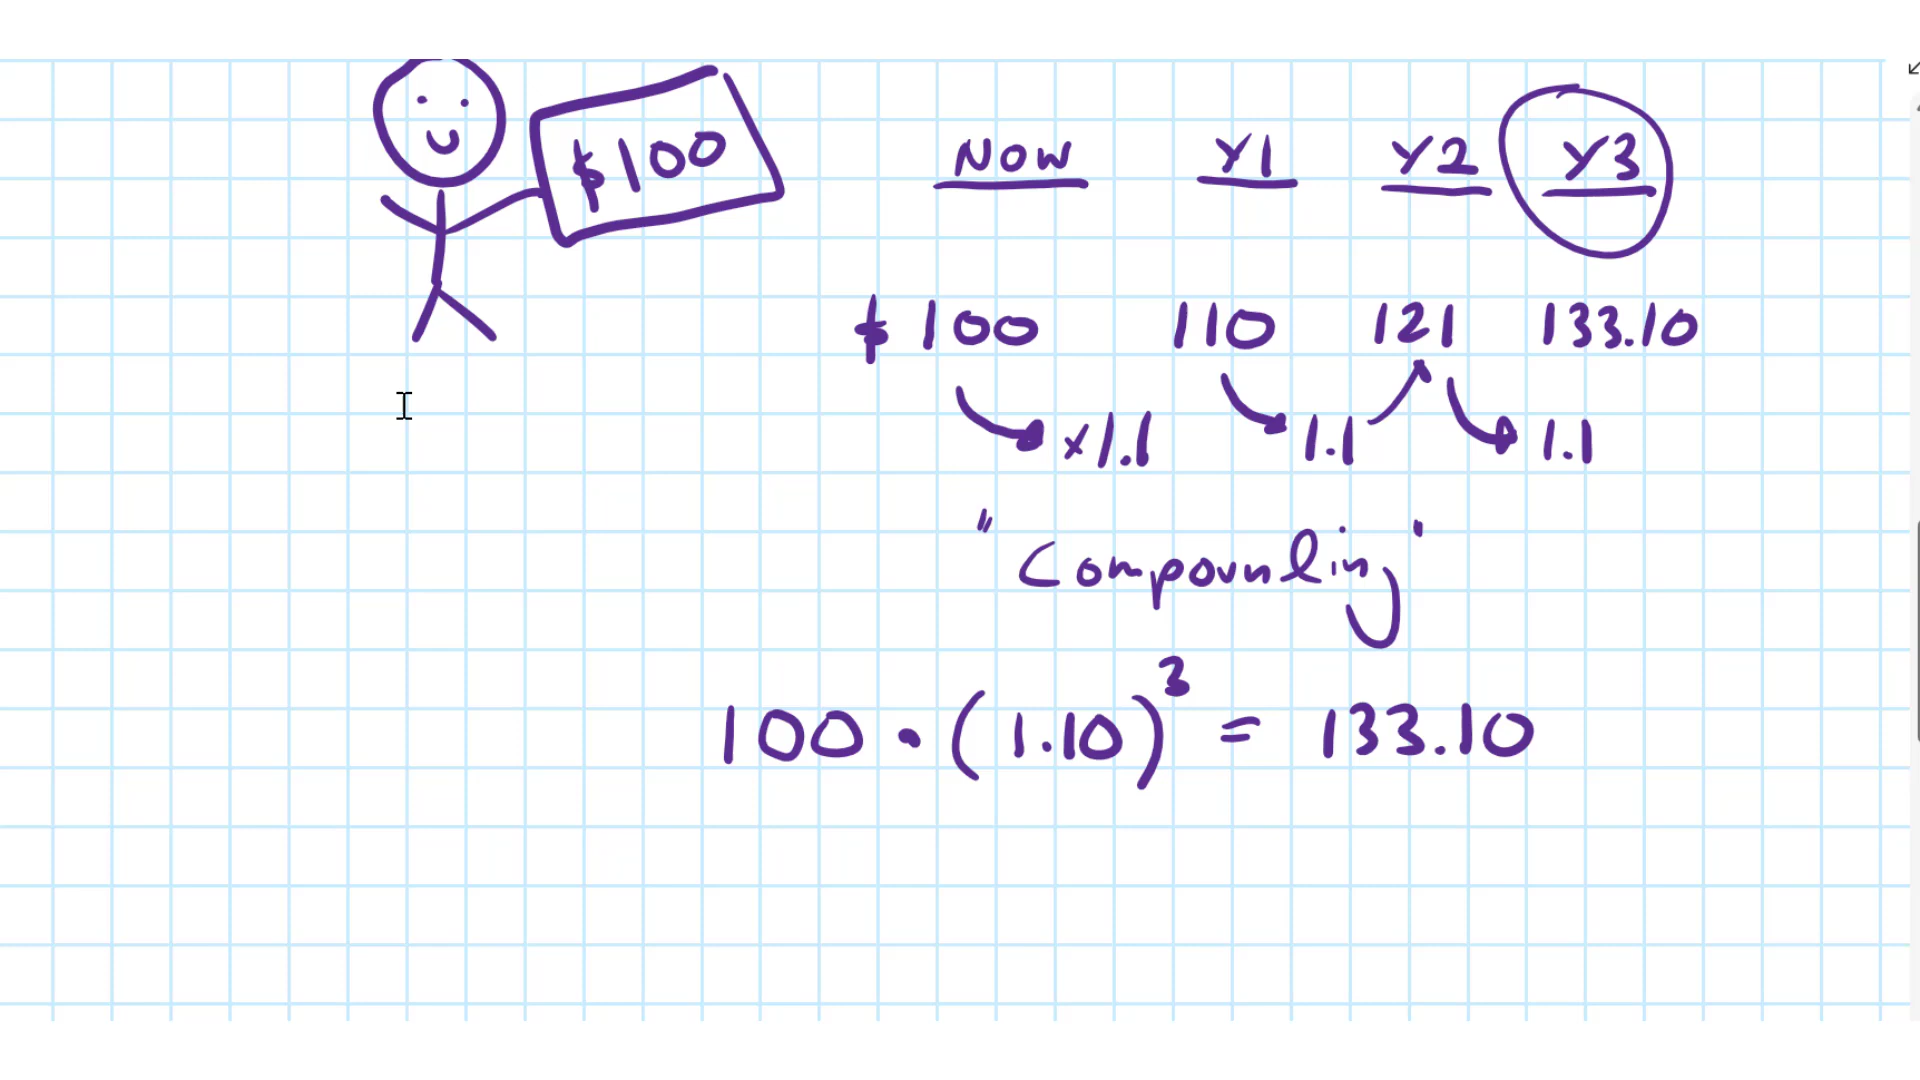 $100
Now Y1 Y2 Y3
$ 100 110 121 133.10
x1.1 1.1 1.1
"Compounding"
100 · (1.10)³ = 133.10